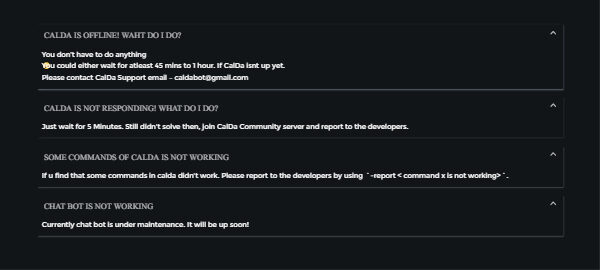 CALDA IS OFFLINE! WAHT DO I DO?
You don't have to do anything
You could either wait for atleast 45 mins to 1 hour. If CalDa isnt up yet.
Please contact CalDa Support email - caldabot@gmail.com
CALDA IS NOT RESPONDING! WHAT DO I DO?
Just wait for 5 Minutes. Still didn't solve then, join CalDa Community server and report to the developers.
SOME COMMANDS OF CALDA IS NOT WORKING
If u find that some commands in calda didn't work. Please report to the developers by using `-report < command x is not working> `.
CHAT BOT IS NOT WORKING
Currently chat bot is under maintenance. It will be up soon!